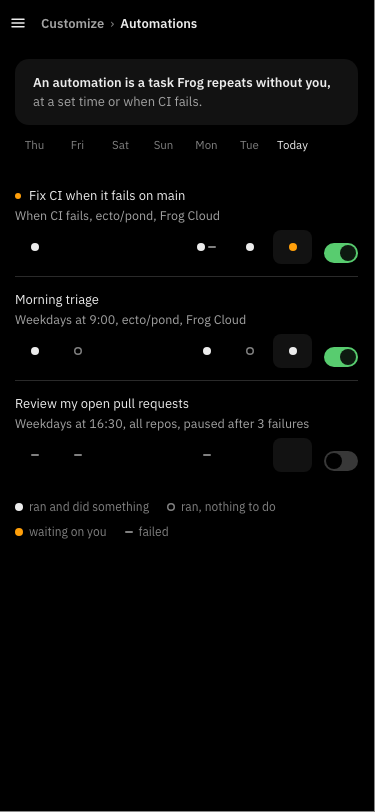 Customize › Automations
An automation is a task Frog repeats without you,
at a set time or when CI fails.
Thu Fri Sat Sun Mon Tue Today
Fix CI when it fails on main
When CI fails, ecto/pond, Frog Cloud
Morning triage
Weekdays at 9:00, ecto/pond, Frog Cloud
Review my open pull requests
Weekdays at 16:30, all repos, paused after 3 failures
ran and did something ran, nothing to do
waiting on you failed